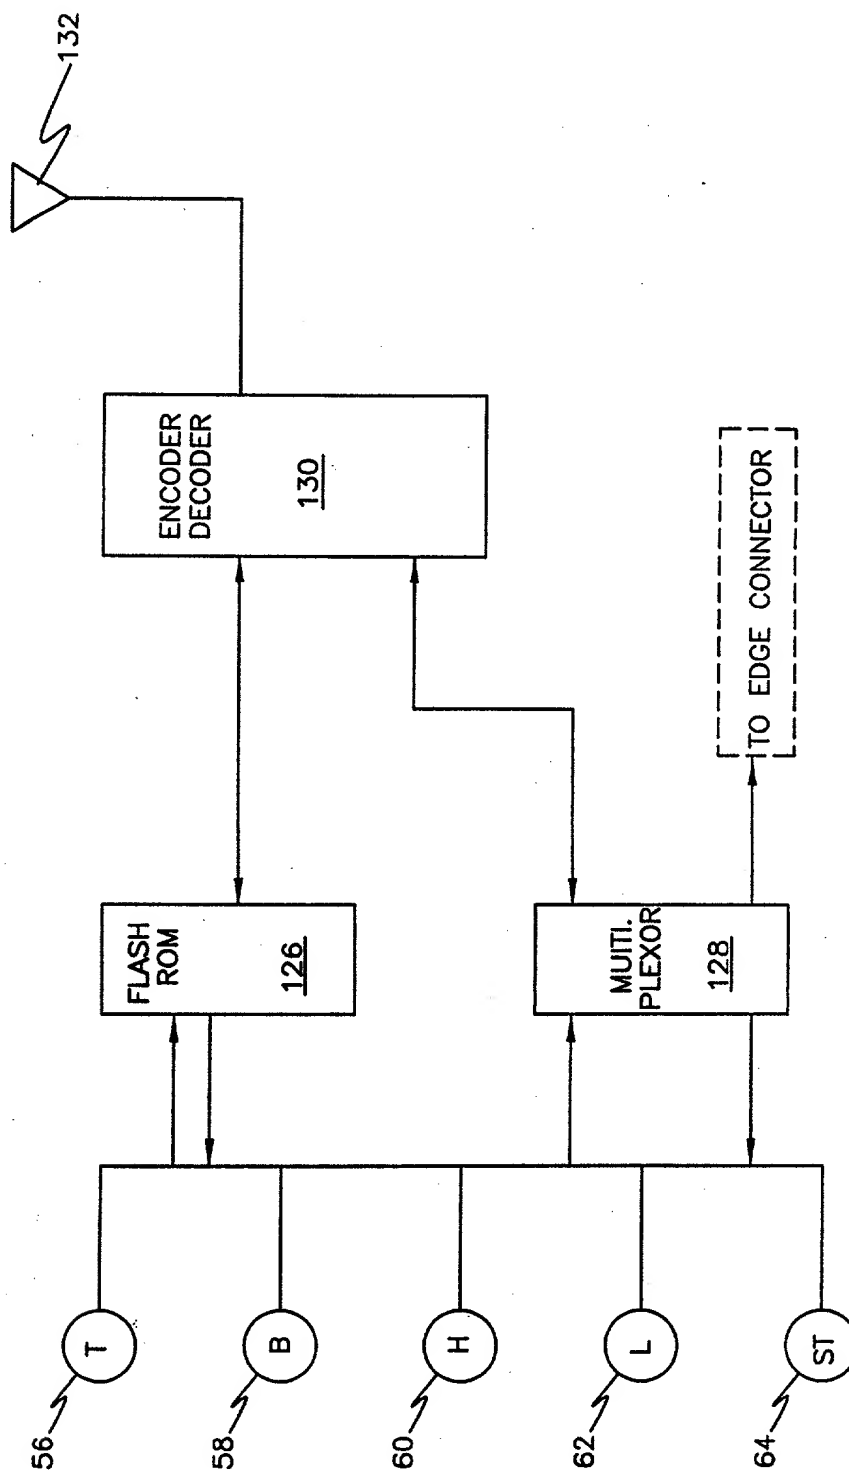 132
ENCODER
DECODER
130
TO EDGE CONNECTOR
FLASH
ROM
126
MUITI.
PLEXOR
128
T
B
H
L
ST
56
58
60
62
64